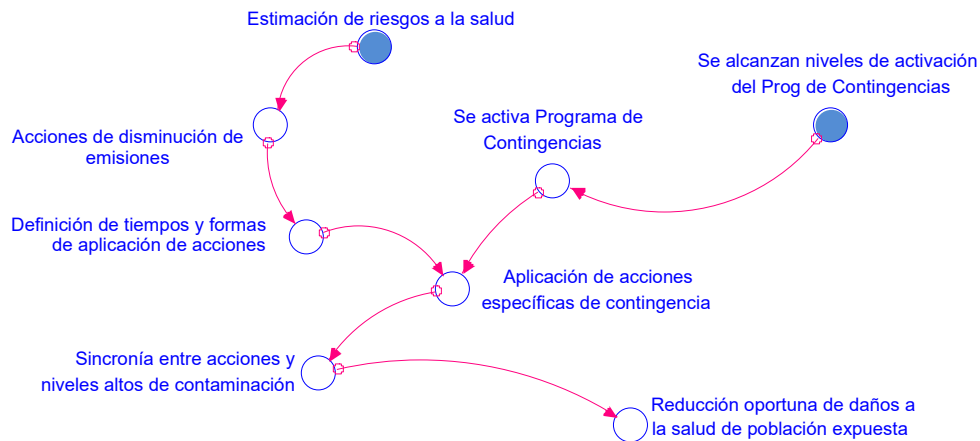 Estimación de riesgos a la salud
Se alcanzan niveles de activación
del Prog de Contingencias
Se activa Programa de
Contingencias
Acciones de disminución de
emisiones
Definición de tiempos y formas
de aplicación de acciones
Aplicación de acciones
específicas de contingencia
Sincronía entre acciones y
niveles altos de contaminación
Reducción oportuna de daños a
la salud de población expuesta